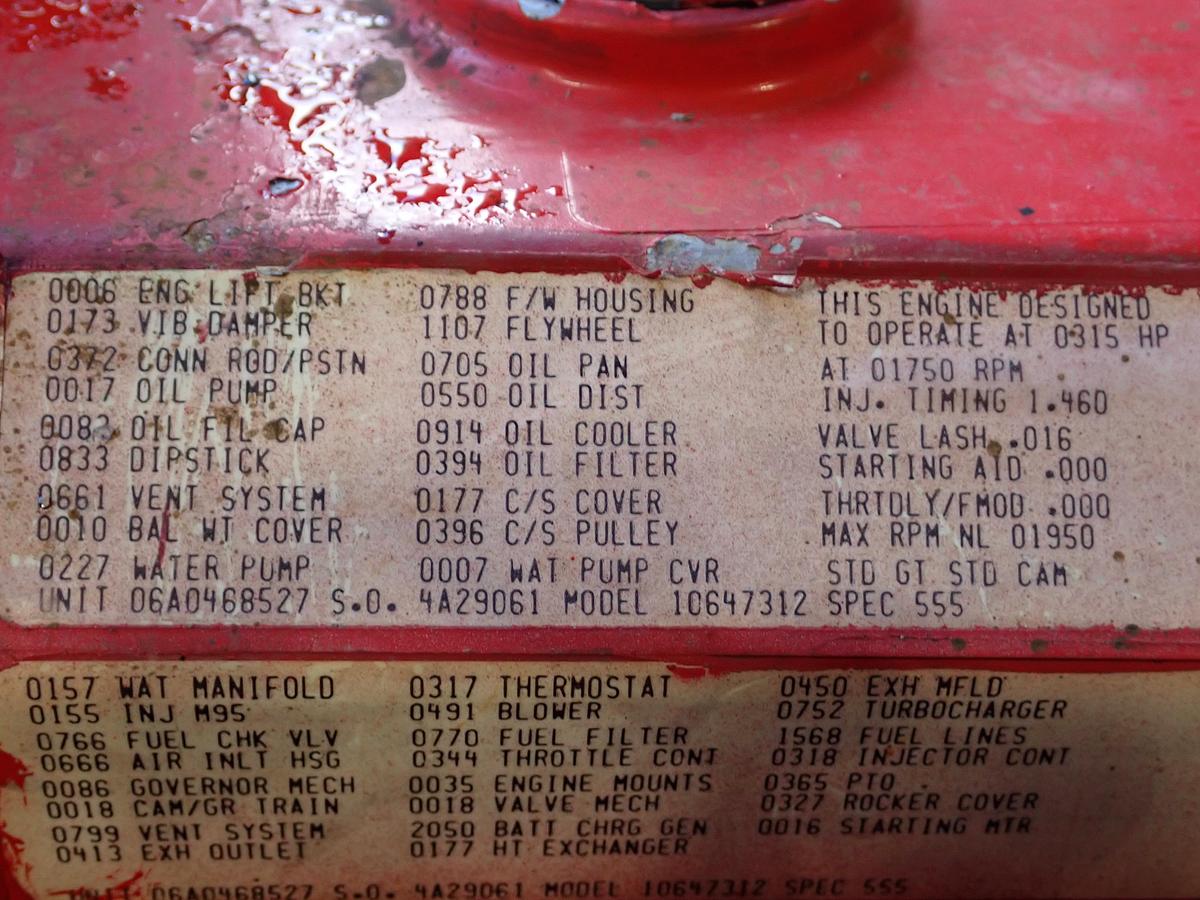 0006 ENG LIFT BKT 0788 F/W HOUSING THIS ENGINE DESIGNED
0173 VIB DAMPER 1107 FLYWHEEL TO OPERATE AT 0315 HP
0372 CONN ROD/PSTN 0705 OIL PAN AT 01750 RPM
0017 OIL PUMP 0550 OIL DIST INJ. TIMING 1.460
0082 OIL FIL CAP 0914 OIL COOLER VALVE LASH .016
0833 DIPSTICK 0394 OIL FILTER STARTING AID .000
0661 VENT SYSTEM 0177 C/S COVER THRTDLY/FMOD .000
0010 BAL WT COVER 0396 C/S PULLEY MAX RPM NL 01950
0227 WATER PUMP 0007 WAT PUMP CVR STD GT STD CAM
UNIT 06A0468527 S.O. 4A29061 MODEL 10647312 SPEC 555
0157 WAT MANIFOLD 0317 THERMOSTAT 0450 EXH MFLD
0155 INJ M95 0491 BLOWER 0752 TURBOCHARGER
0766 FUEL CHK VLV 0770 FUEL FILTER 1568 FUEL LINES
0666 AIR INLT HSG 0344 THROTTLE CONT 0318 INJECTOR CONT
0086 GOVERNOR MECH 0035 ENGINE MOUNTS 0365 PTO
0018 CAM/GR TRAIN 0018 VALVE MECH 0327 ROCKER COVER
0799 VENT SYSTEM 2050 BATT CHRG GEN 0016 STARTING MTR
0413 EXH OUTLET 0177 HT EXCHANGER
UNIT 06A0468527 S.O. 4A29061 MODEL 10647312 SPEC 555